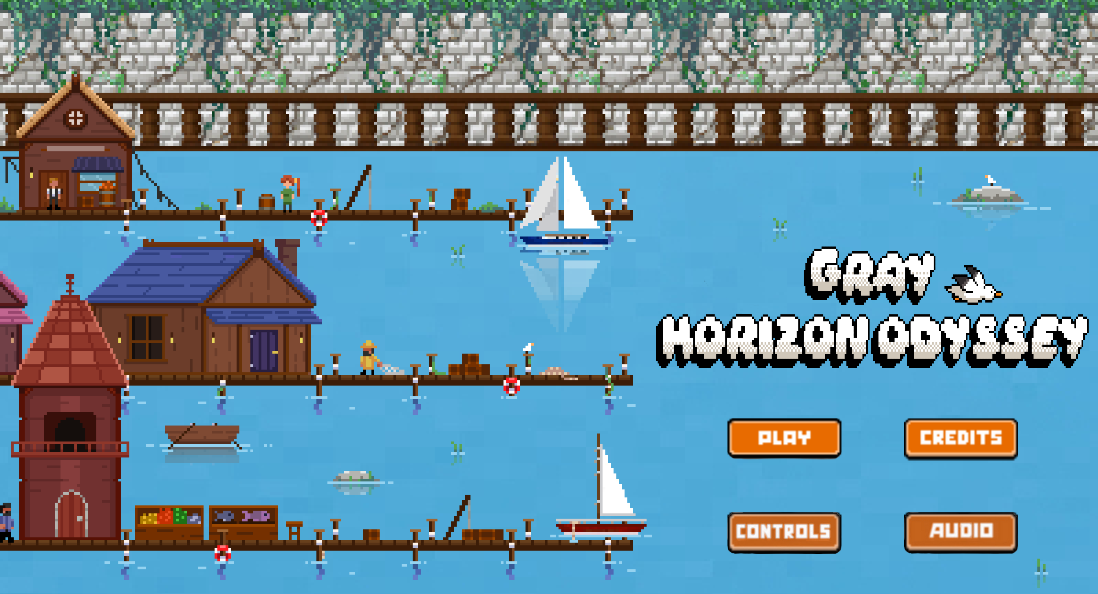 GRAY
HORIZON ODYSSEY
PLAY
CREDITS
CONTROLS
AUDIO